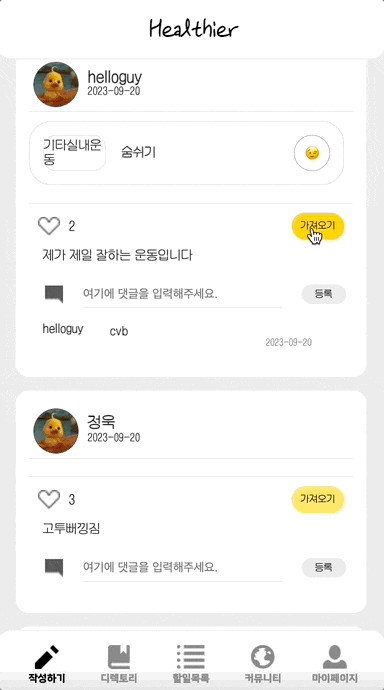 Healthier
helloguy
2023-09-20
기타실내운
동
숨쉬기
2
가져오기
제가 제일 잘하는 운동입니다
여기에 댓글을 입력해주세요.
등록
helloguy
cvb
2023-09-20
정욱
2023-09-20
3
가져오기
고투뻐낑짐
여기에 댓글을 입력해주세요.
등록
작성하기 디렉토리 할일목록 커뮤니티 마이페이지